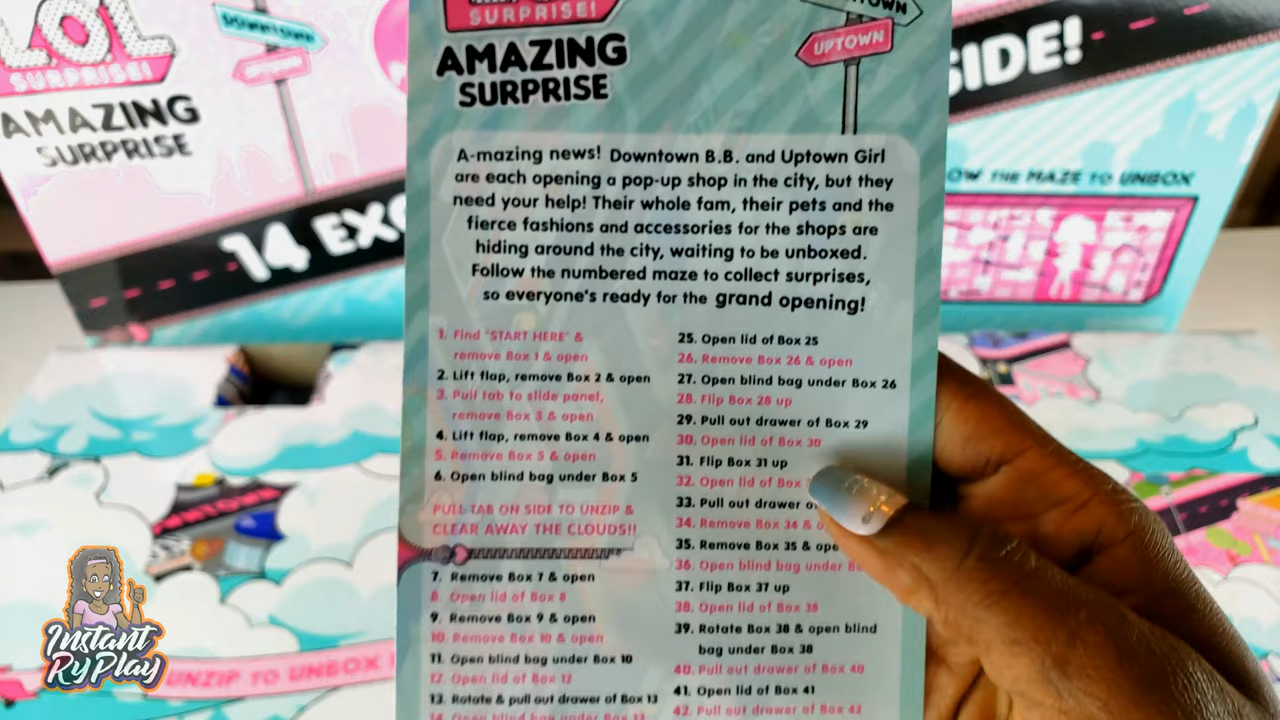 L.O.L.
SURPRISE!
AMAZING
SURPRISE
DOWNTOWN
UPTOWN
14 EXC
SURPRISE!
AMAZING
SURPRISE
UPTOWN
SIDE!
OW THE MAZE TO UNBOX
A-mazing news! Downtown B.B. and Uptown Girl
are each opening a pop-up shop in the city, but they
need your help! Their whole fam, their pets and the
fierce fashions and accessories for the shops are
hiding around the city, waiting to be unboxed.
Follow the numbered maze to collect surprises,
so everyone's ready for the grand opening!
1. Find "START HERE" &
remove Box 1 & open
2. Lift flap, remove Box 2 & open
3. Pull tab to slide panel,
remove Box 3 & open
4. Lift flap, remove Box 4 & open
5. Remove Box 5 & open
6. Open blind bag under Box 5
PULL TAB ON SIDE TO UNZIP &
CLEAR AWAY THE CLOUDS!!
7. Remove Box 7 & open
8. Open lid of Box 8
9. Remove Box 9 & open
10. Remove Box 10 & open
11. Open blind bag under Box 10
12. Open lid of Box 12
13. Rotate & pull out drawer of Box 13
14. Open blind bag under Box 13
25. Open lid of Box 25
26. Remove Box 26 & open
27. Open blind bag under Box 26
28. Flip Box 28 up
29. Pull out drawer of Box 29
30. Open lid of Box 30
31. Flip Box 31 up
32. Open lid of Box
33. Pull out drawer o
34. Remove Box 34 & o
35. Remove Box 35 & ope
36. Open blind bag under B
37. Flip Box 37 up
38. Open lid of Box 38
39. Rotate Box 38 & open blind
bag under Box 38
40. Pull out drawer of Box 40
41. Open lid of Box 41
42. Pull out drawer of Box 42
UNZIP TO UNBOX
Instant
RyPlay